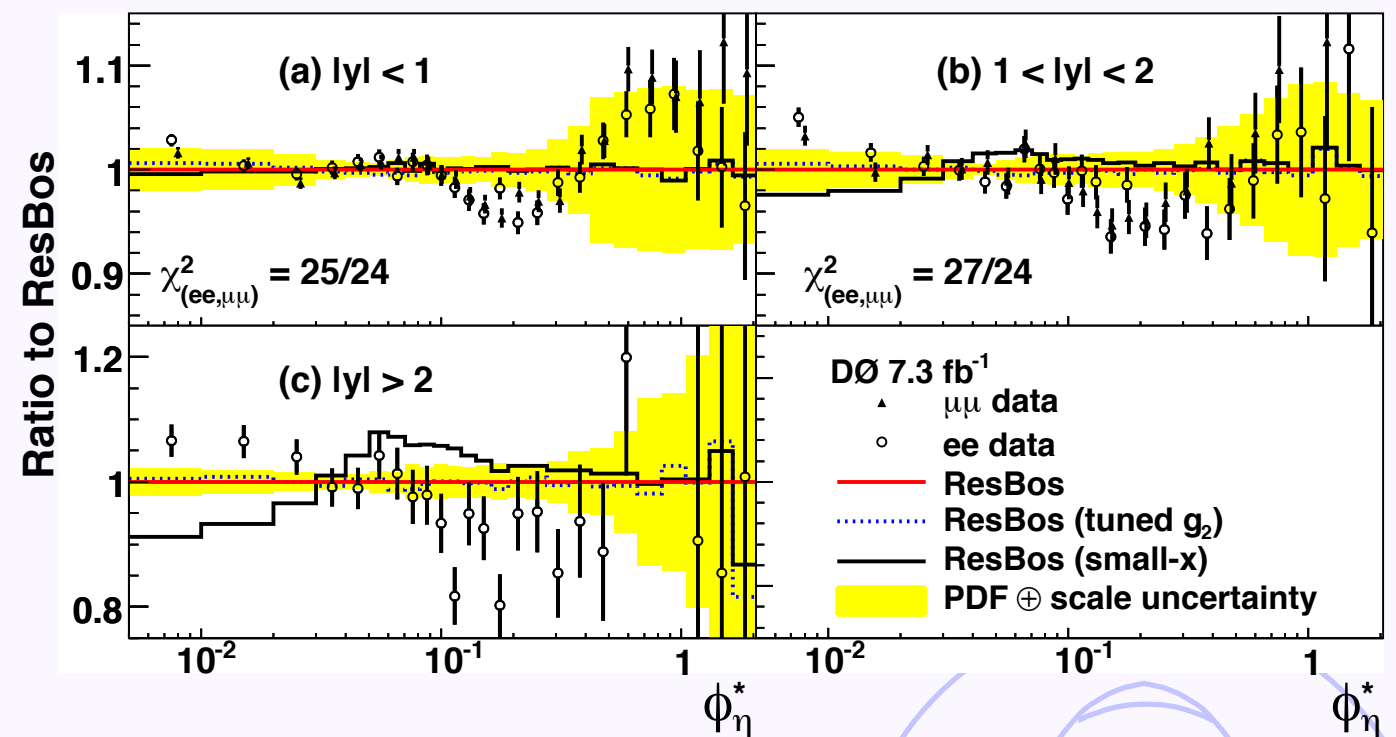 Ratio to ResBos
(a) |y| < 1
1.1
1
0.9
χ²(ee,μμ) = 25/24
(b) 1 < |y| < 2
χ²(ee,μμ) = 27/24
(c) |y| > 2
1.2
1
0.8
10⁻² 10⁻¹ 1
φ*η
DØ 7.3 fb⁻¹
μμ data
ee data
ResBos
ResBos (tuned g₂)
ResBos (small-x)
PDF ⊕ scale uncertainty
10⁻² 10⁻¹ 1
φ*η